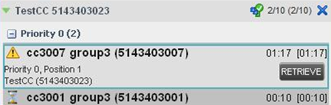 TestCC 5143403023 2/10 (2/10)
Priority 0 (2)
cc3007 group3 (5143403007) 01:17 [01:17]
Priority 0, Position 1
TestCC (5143403023)
RETRIEVE
cc3001 group3 (5143403001) 00:10 [00:10]